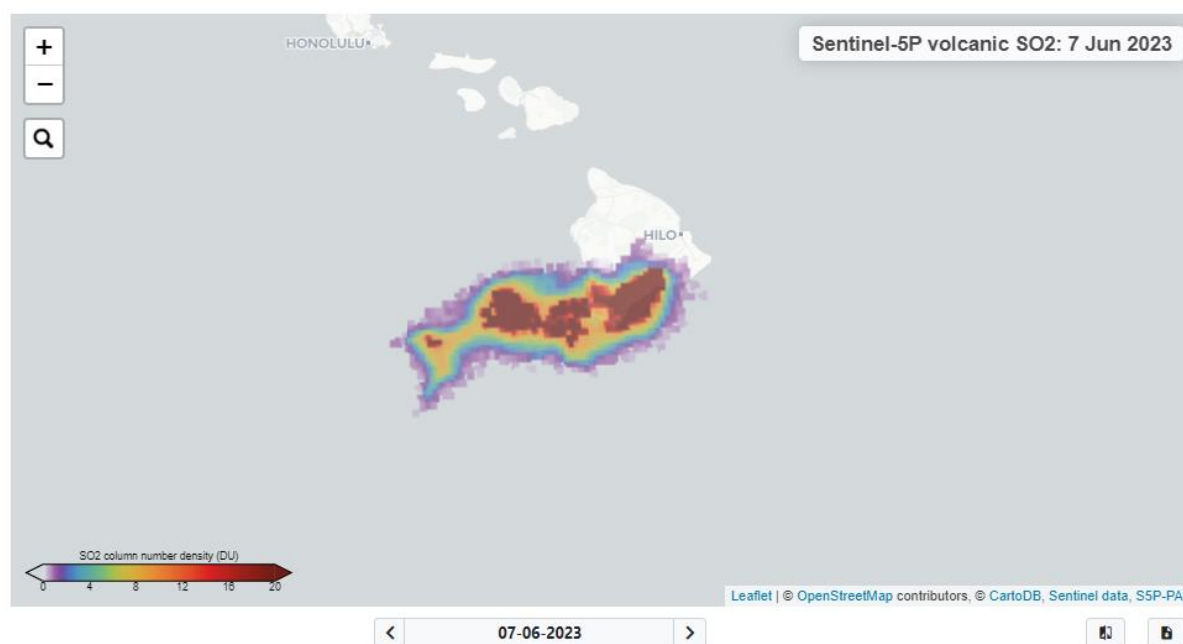 +
HONOLULU
Sentinel-5P volcanic SO2: 7 Jun 2023
−
HILO
SO2 column number density (DU)
0 4 8 12 16 20
Leaflet | © OpenStreetMap contributors, © CartoDB, Sentinel data, S5P-PA
< 07-06-2023 >